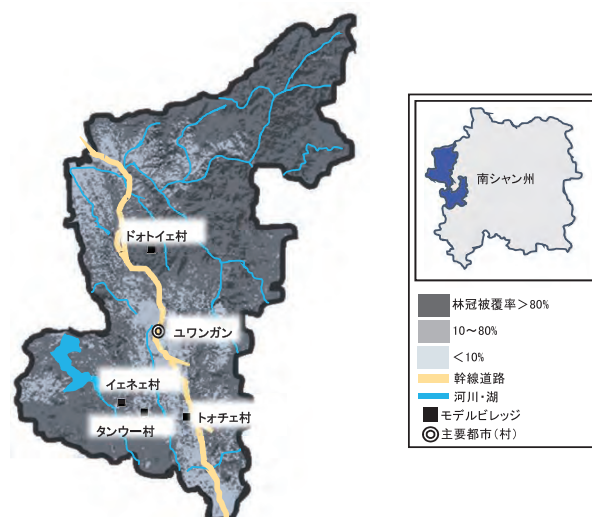 ドォトイェ村
ユワンガン
イェネェ村
タンウー村
トォチェ村
南シャン州
林冠被覆率＞80%
10～80%
＜10%
幹線道路
河川・湖
モデルビレッジ
主要都市（村）